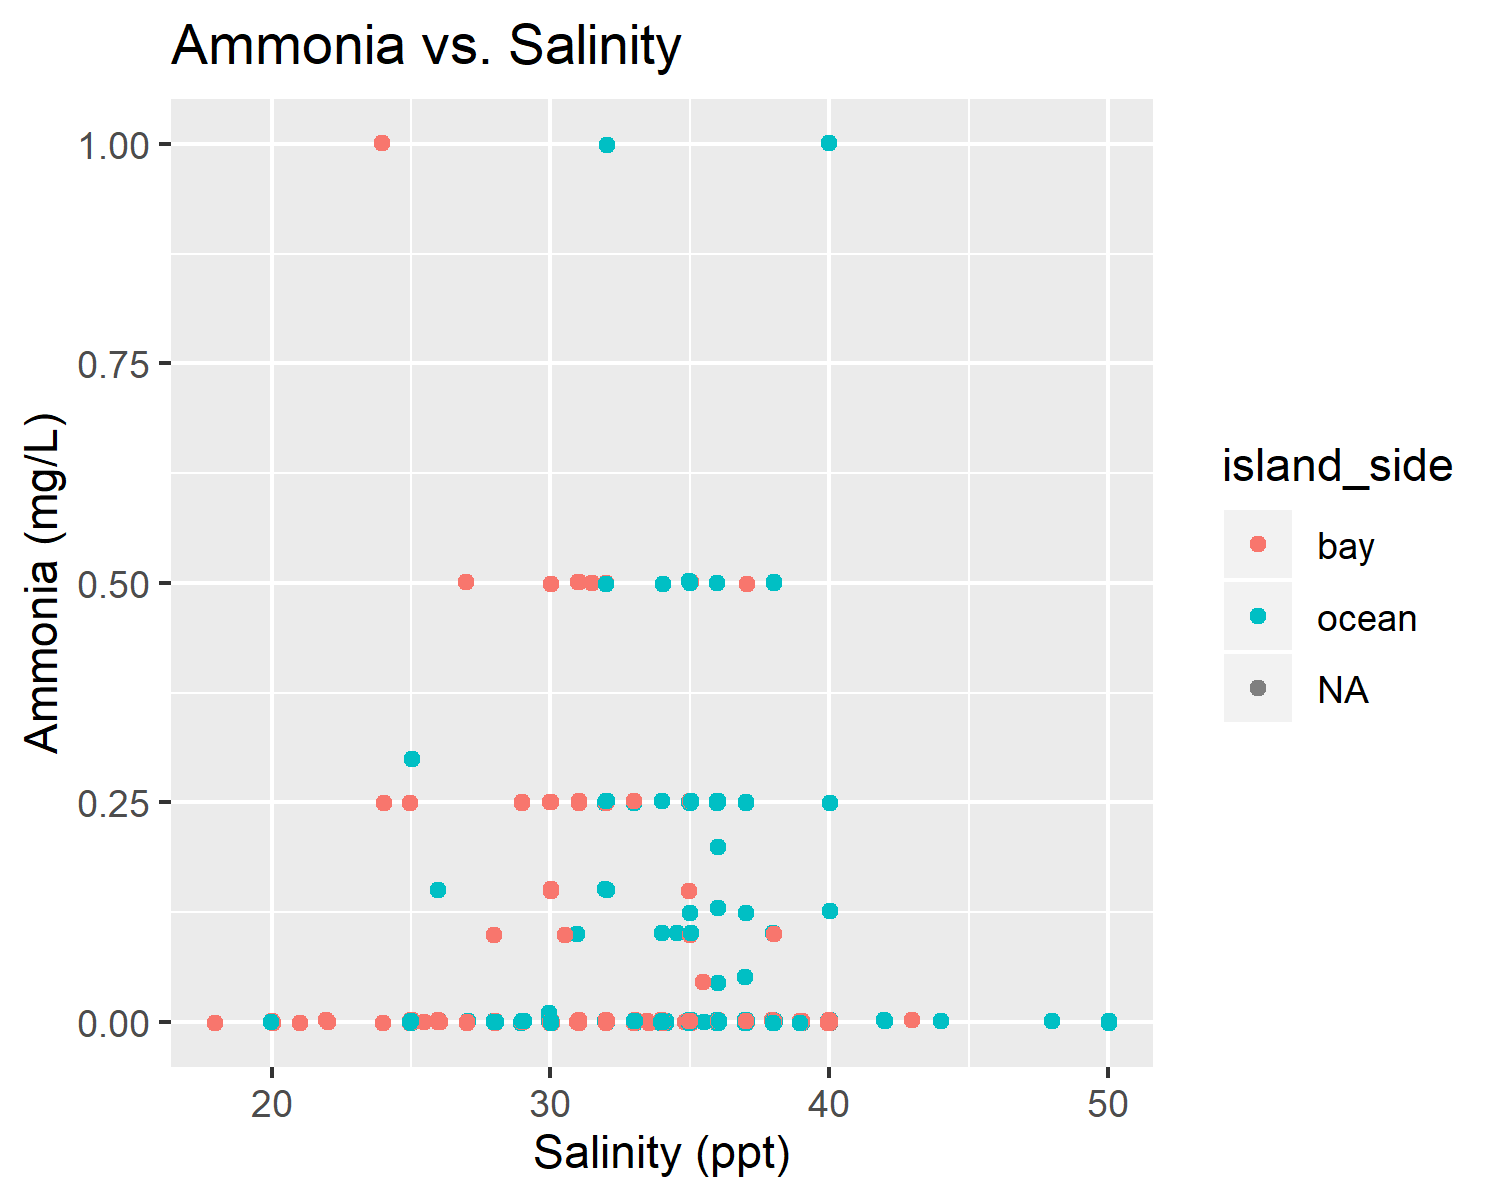 Ammonia vs. Salinity
1.00
0.75
0.50
0.25
0.00
Ammonia (mg/L)
20 30 40 50
Salinity (ppt)
island_side
bay
ocean
NA